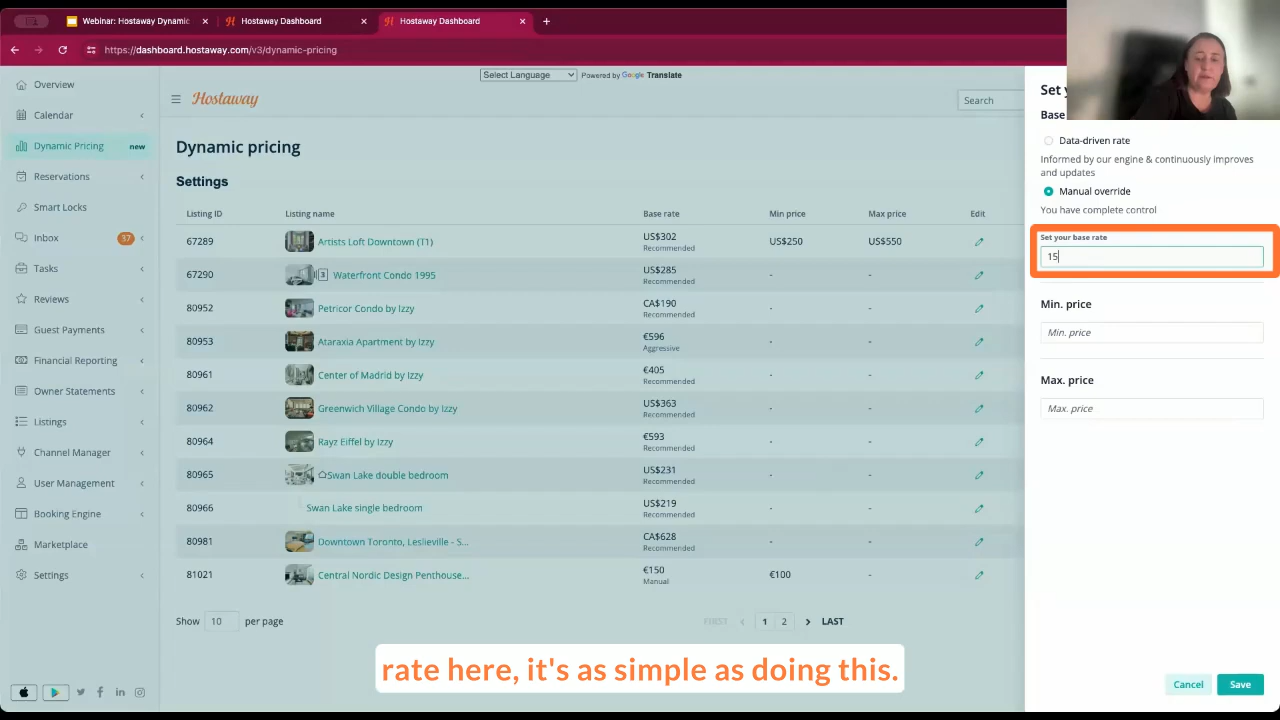 Webinar: Hostaway Dynamic
Hostaway Dashboard
Hostaway Dashboard
https://dashboard.hostaway.com/v3/dynamic-pricing
Select Language
Powered by Google Translate
Hostaway
Search
Overview
Calendar
Dynamic Pricing new
Reservations
Smart Locks
Inbox 37
Tasks
Reviews
Guest Payments
Financial Reporting
Owner Statements
Listings
Channel Manager
User Management
Booking Engine
Marketplace
Settings
Dynamic pricing
Settings
Listing ID Listing name Base rate Min price Max price Edit
67289 Artists Loft Downtown (T1) US$302 US$250 US$550
Recommended
67290 3 Waterfront Condo 1995 US$285 - -
Recommended
80952 Petricor Condo by Izzy CA$190 - -
Recommended
80953 Ataraxia Apartment by Izzy €596 - -
Aggressive
80961 Center of Madrid by Izzy €405 - -
Recommended
80962 Greenwich Village Condo by Izzy US$363 - -
Recommended
80964 Rayz Eiffel by Izzy €593 - -
Recommended
80965 Swan Lake double bedroom US$231 - -
Recommended
80966 Swan Lake single bedroom US$219 - -
Recommended
80981 Downtown Toronto, Leslieville - S... CA$628 - -
Recommended
81021 Central Nordic Design Penthouse... €150 €100 -
Manual
Show 10 per page
FIRST 1 2 LAST
Set
Base
Data-driven rate
Informed by our engine & continuously improves
and updates
Manual override
You have complete control
Set your base rate
15
Min. price
Min. price
Max. price
Max. price
Cancel Save
rate here, it's as simple as doing this.